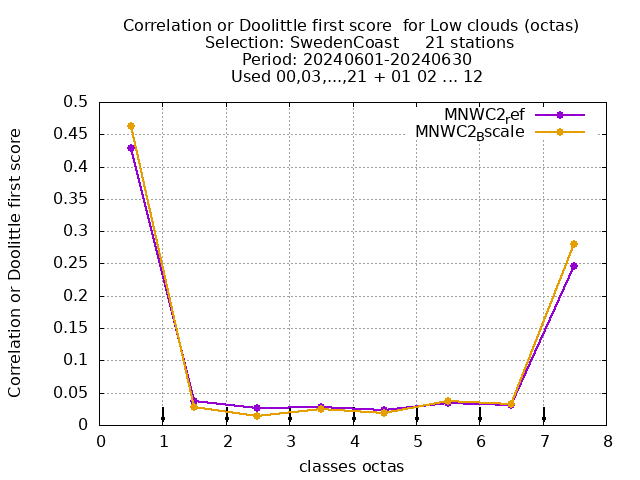 Correlation or Doolittle first score  for Low clouds (octas)
Selection: SwedenCoast     21 stations
Period: 20240601-20240630
Used 00,03,...,21 + 01 02 ... 12
MNWC2ref
MNWC2Bscale
Correlation or Doolittle first score
0.5
0.45
0.4
0.35
0.3
0.25
0.2
0.15
0.1
0.05
0
0 1 2 3 4 5 6 7 8
classes octas